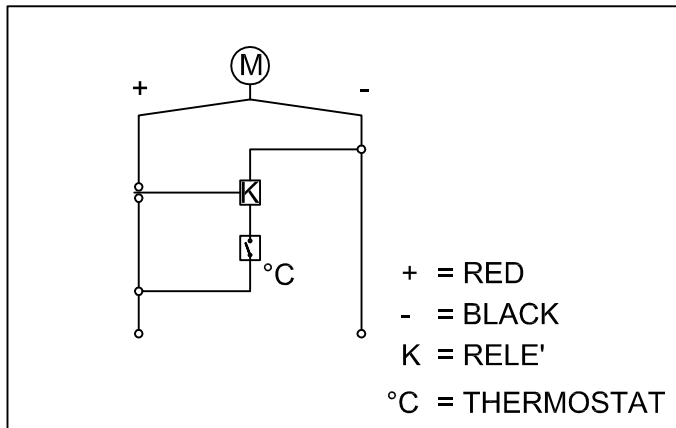 M
+ -
K
°C
+ = RED
- = BLACK
K = RELE'
°C = THERMOSTAT